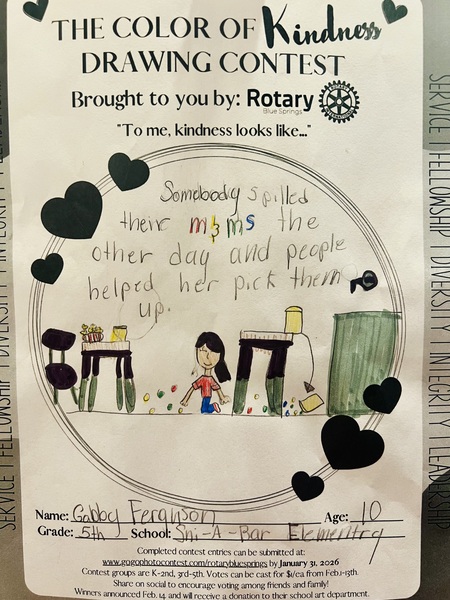 THE COLOR OF Kindness
DRAWING CONTEST
Brought to you by: Rotary
Blue Springs
"To me, kindness looks like..."
Somebody spilled
their m&ms the
other day and people
helped her pick them
up.
Name: Gabby Ferguson Age: 10
Grade: 5th School: Sni-A-Bar Elementry
Completed contest entries can be submitted at:
www.gogophotocontest.com/rotarybluesprings by January 31, 2026
Contest groups are K-2nd, 3rd-5th. Votes can be cast for $1/ea from Feb.1-13th.
Share on social to encourage voting among friends and family!
Winners announced Feb. 14 and will receive a donation to their school art department.
SERVICE | FELLOWSHIP | DIVERSITY | INTEGRITY |
SERVICE | FELLOWSHIP | DIVERSITY | INTEGRITY | LEADERSHIP